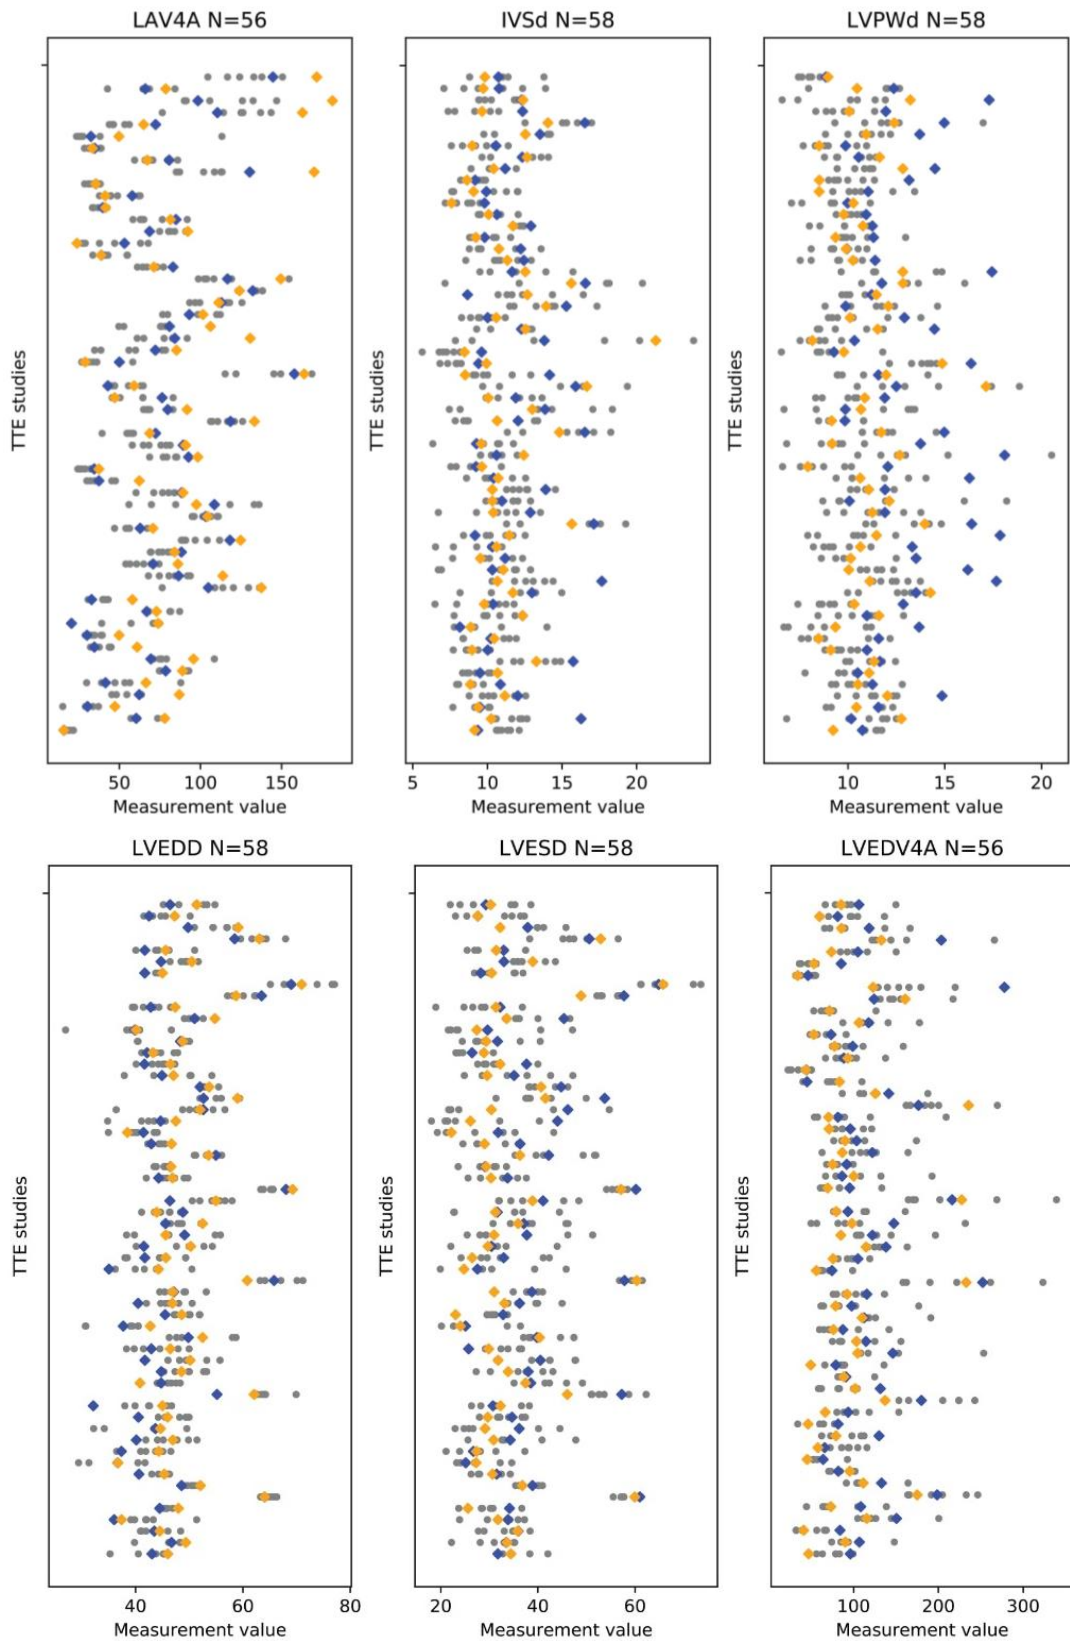 LAV4A N=56
IVSd N=58
LVPWd N=58
TTE studies
TTE studies
TTE studies
50 100 150
5 10 15 20
10 15 20
Measurement value
Measurement value
Measurement value
LVEDD N=58
LVESD N=58
LVEDV4A N=56
TTE studies
TTE studies
TTE studies
40 60 80
20 40 60
100 200 300
Measurement value
Measurement value
Measurement value